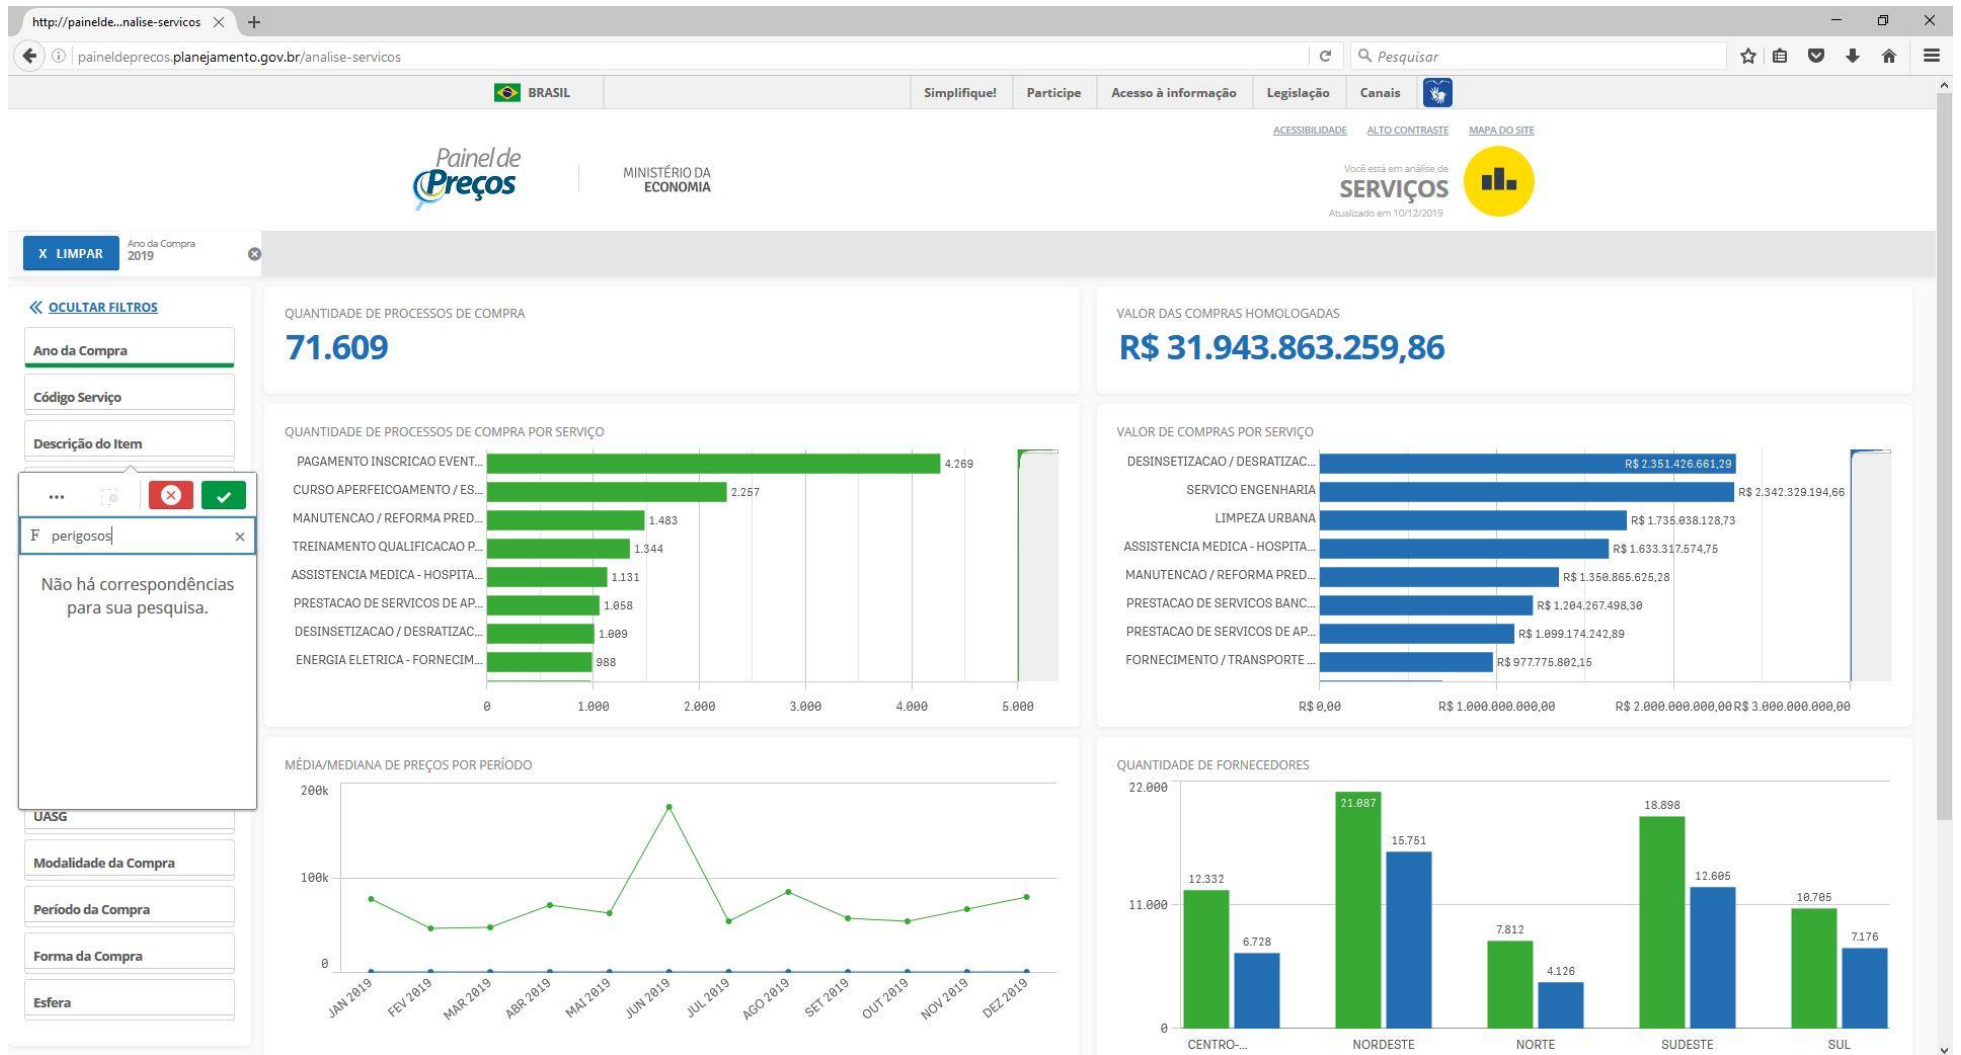 http://painelde...nalise-servicos
paineldeprecos.planejamento.gov.br/analise-servicos
Pesquisar
BRASIL
Simplifique!
Participe
Acesso à informação
Legislação
Canais
ACESSIBILIDADE
ALTO CONTRASTE
MAPA DO SITE
Painel de
Preços
MINISTÉRIO DA
ECONOMIA
Você está em análise de
SERVIÇOS
Atualizado em 10/12/2019
X LIMPAR
Ano da Compra
2019
OCULTAR FILTROS
Ano da Compra
Código Serviço
Descrição do Item
F perigosos
Não há correspondências
para sua pesquisa.
UASG
Modalidade da Compra
Período da Compra
Forma da Compra
Esfera
QUANTIDADE DE PROCESSOS DE COMPRA
71.609
VALOR DAS COMPRAS HOMOLOGADAS
R$ 31.943.863.259,86
QUANTIDADE DE PROCESSOS DE COMPRA POR SERVIÇO
PAGAMENTO INSCRICAO EVENT... 4.269
CURSO APERFEICOAMENTO / ES... 2.257
MANUTENCAO / REFORMA PRED... 1.483
TREINAMENTO QUALIFICACAO P... 1.344
ASSISTENCIA MEDICA - HOSPITA... 1.131
PRESTACAO DE SERVICOS DE AP... 1.058
DESINSETIZACAO / DESRATIZAC... 1.009
ENERGIA ELETRICA - FORNECIM... 988
0 1.000 2.000 3.000 4.000 5.000
VALOR DE COMPRAS POR SERVIÇO
DESINSETIZACAO / DESRATIZAC... R$ 2.351.426.661,29
SERVICO ENGENHARIA R$ 2.342.329.194,66
LIMPEZA URBANA R$ 1.735.038.128,73
ASSISTENCIA MEDICA - HOSPITA... R$ 1.633.317.574,75
MANUTENCAO / REFORMA PRED... R$ 1.350.865.625,28
PRESTACAO DE SERVICOS BANC... R$ 1.204.267.498,30
PRESTACAO DE SERVICOS DE AP... R$ 1.099.174.242,89
FORNECIMENTO / TRANSPORTE ... R$ 977.775.802,15
R$ 0,00 R$ 1.000.000.000,00 R$ 2.000.000.000,00 R$ 3.000.000.000,00
MÉDIA/MEDIANA DE PREÇOS POR PERÍODO
200k
100k
0
JAN 2019 FEV 2019 MAR 2019 ABR 2019 MAI 2019 JUN 2019 JUL 2019 AGO 2019 SET 2019 OUT 2019 NOV 2019 DEZ 2019
QUANTIDADE DE FORNECEDORES
22.000
11.000
0
12.332 6.728
21.087 15.751
7.812 4.126
18.898 12.605
10.705 7.176
CENTRO-... NORDESTE NORTE SUDESTE SUL